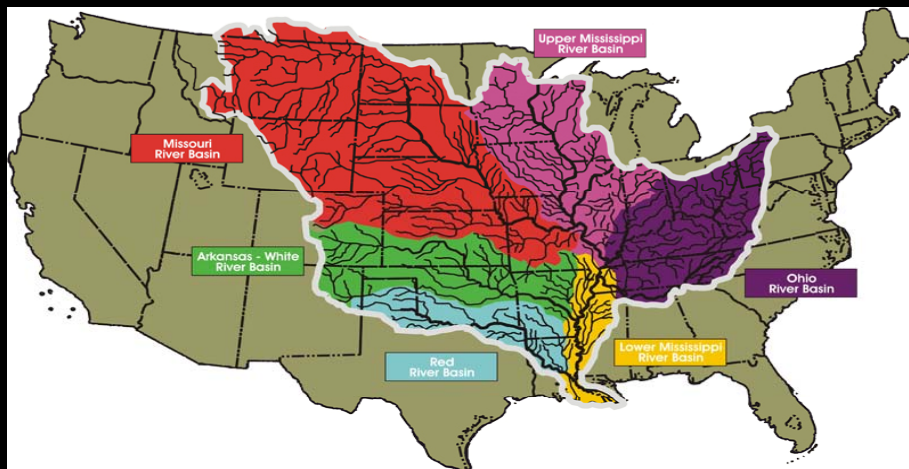 Upper Mississippi
River Basin
Missouri
River Basin
Arkansas - White
River Basin
Ohio
River Basin
Lower Mississippi
River Basin
Red
River Basin